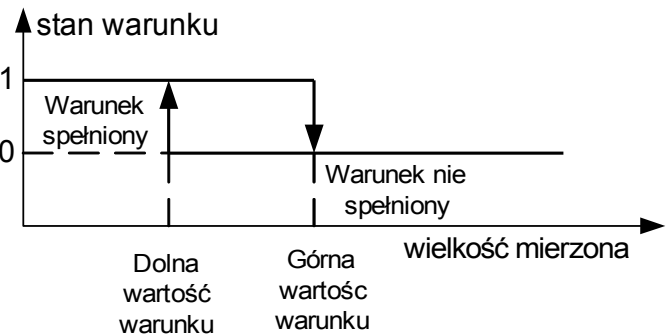 stan warunku
1
Warunek
spełniony
0
Warunek nie
spełniony
wielkość mierzona
Dolna
wartość
warunku
Górna
wartośc
warunku